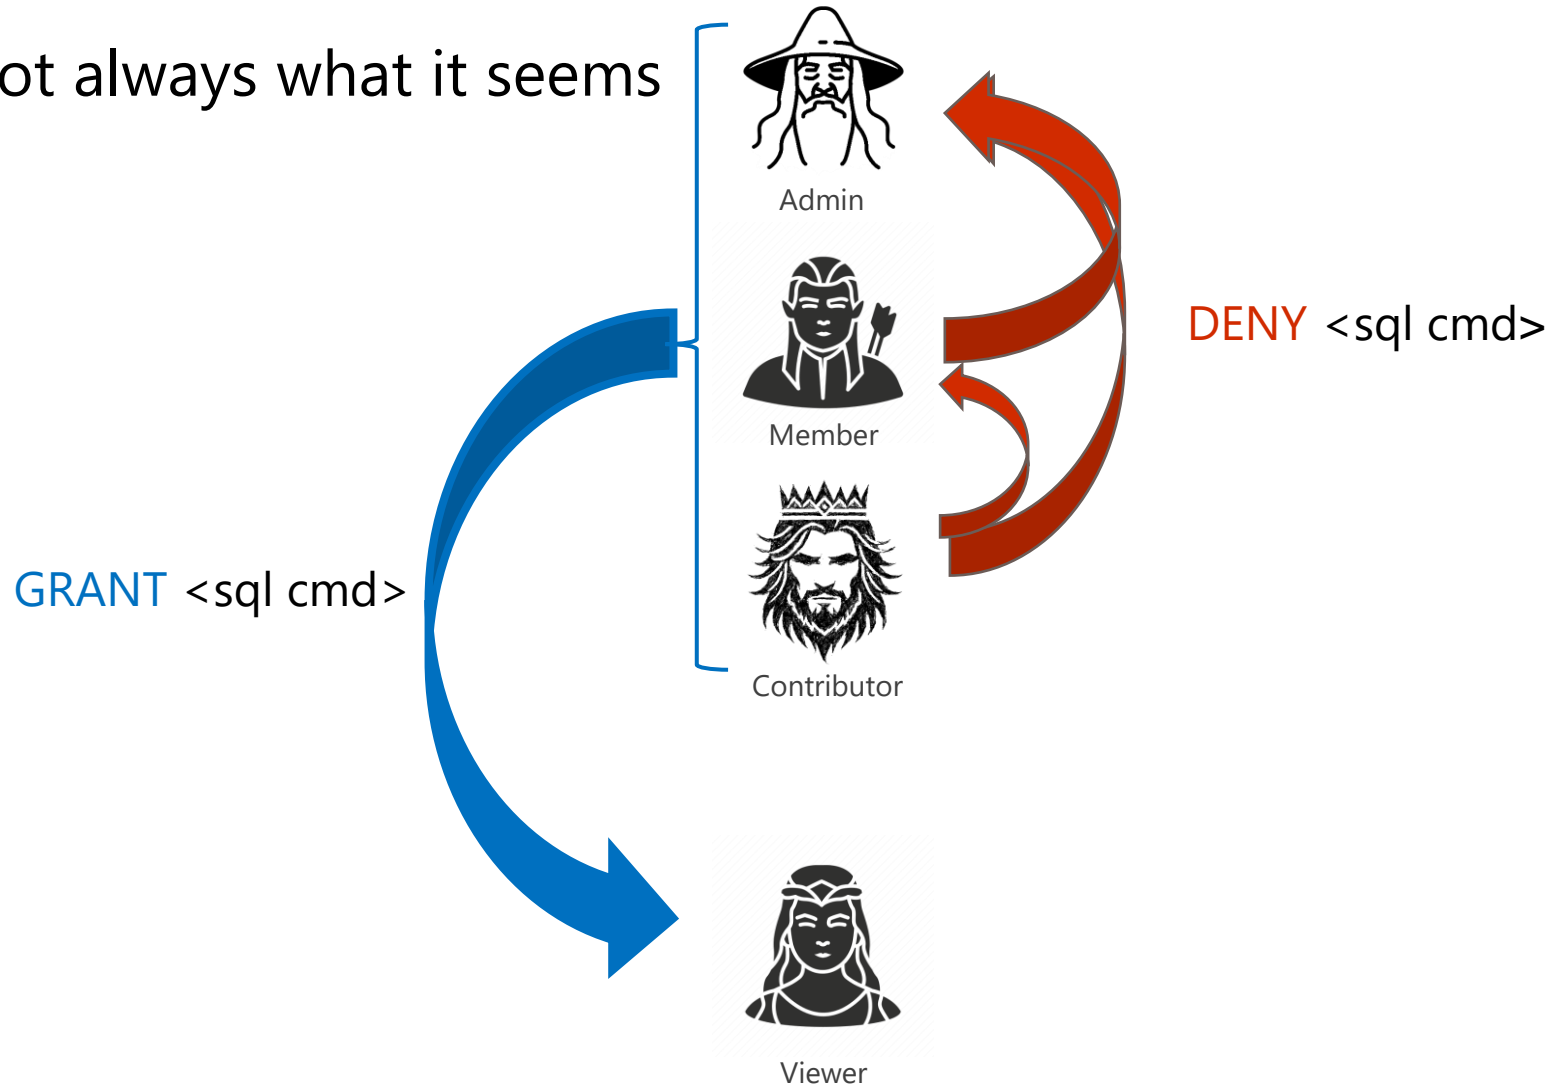 ot always what it seems
Admin
Member
DENY <sql cmd>
Contributor
GRANT <sql cmd>
Viewer